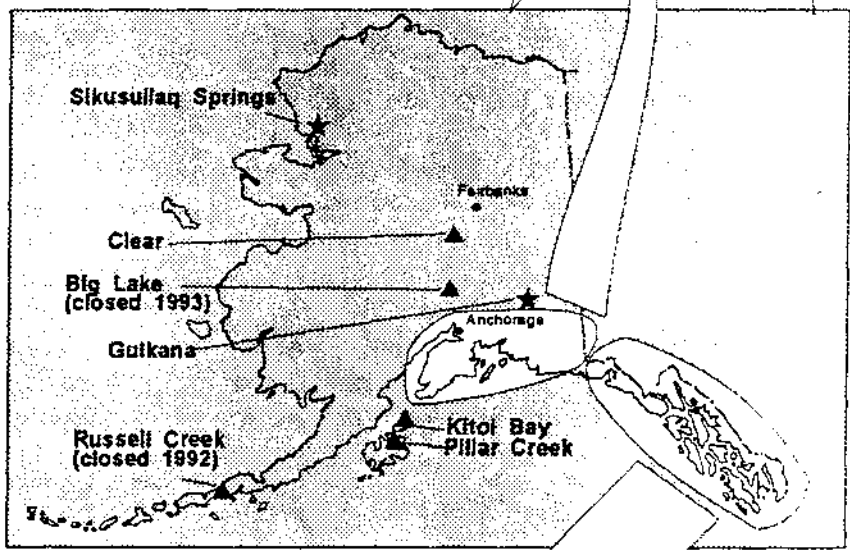 Sikusuilaq Springs
Fairbanks
Clear
Big Lake
(closed 1993)
Anchorage
Gulkana
Kitoi Bay
Pillar Creek
Russell Creek
(closed 1992)